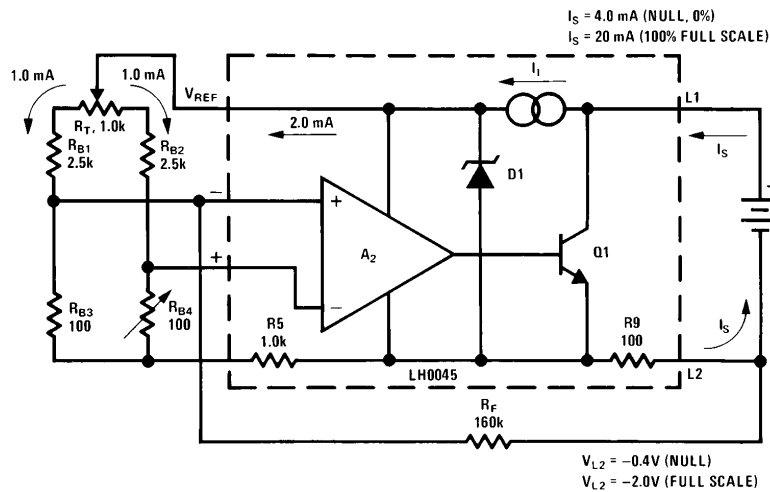 I_S = 4.0 mA (NULL, 0%)
I_S = 20 mA (100% FULL SCALE)
1.0 mA
1.0 mA
V_REF
I_1
L1
R_T, 1.0k
2.0 mA
I_S
R_B1
2.5k
R_B2
2.5k
D1
−
+
A_2
Q1
+
−
R_B3
100
R_B4
100
R5
1.0k
R9
100
I_S
LH0045
L2
R_F
160k
V_L2 = −0.4V (NULL)
V_L2 = −2.0V (FULL SCALE)